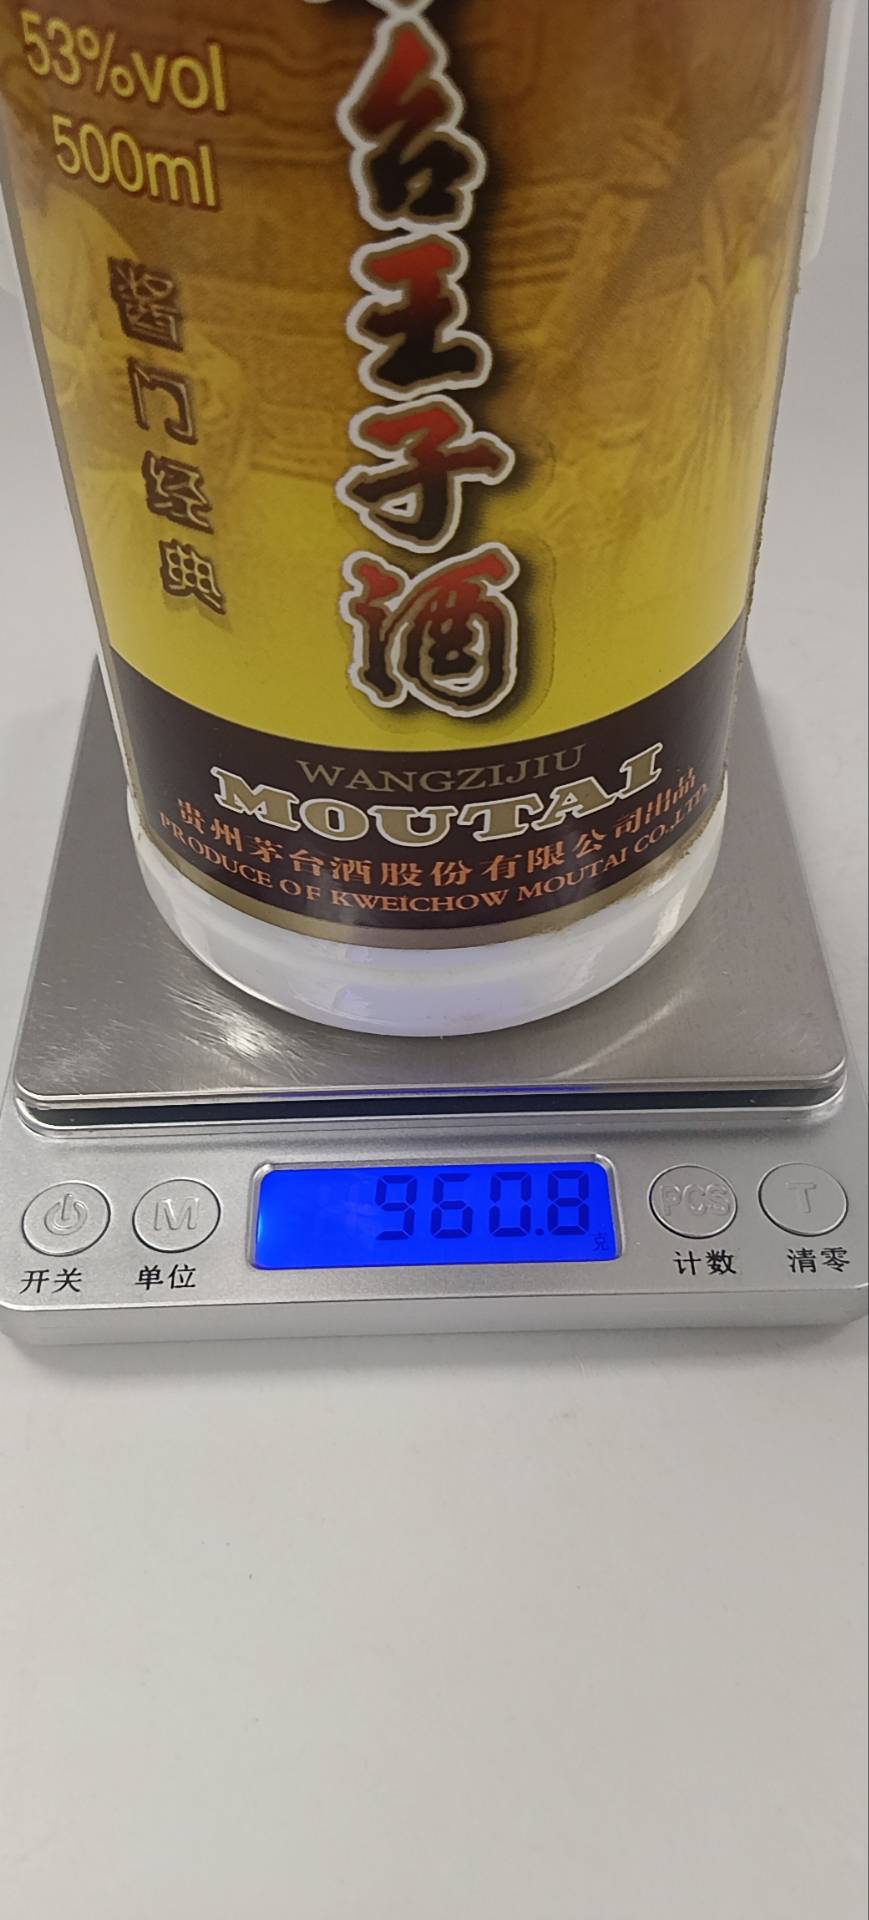 53%vol
500ml
台王子酒
酱门经典
WANGZIJIU
MOUTAI
贵州茅台酒股份有限公司出品
PRODUCE OF KWEICHOW MOUTAI CO.,LTD.
960.8
克
M
PCS
T
开关
单位
计数
清零